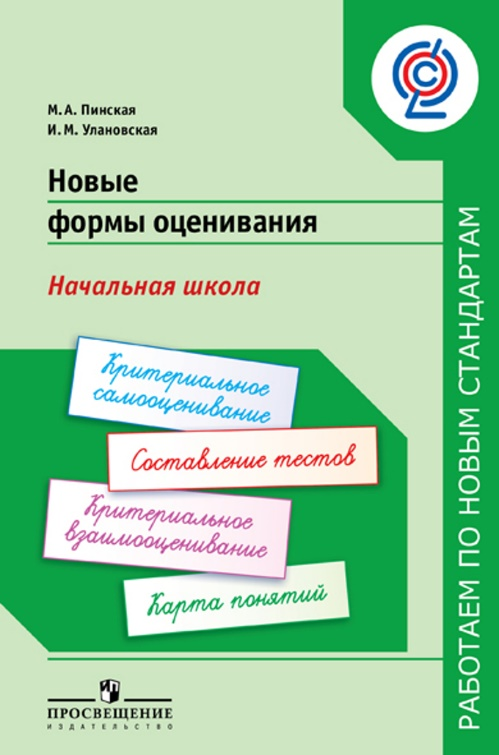 М. А. Пинская
И. М. Улановская
Новые
формы оценивания
Начальная школа
Критериальное
самооценивание
Составление тестов
Критериальное
взаимооценивание
Карта понятий
РАБОТАЕМ ПО НОВЫМ СТАНДАРТАМ
ПРОСВЕЩЕНИЕ
ИЗДАТЕЛЬСТВО